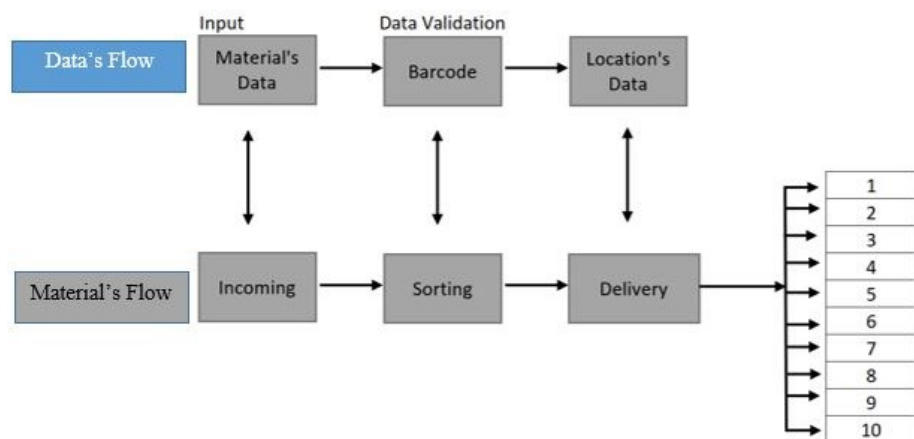 Input
Data Validation
Data’s Flow
Material's
Data
Barcode
Location's
Data
Material’s Flow
Incoming
Sorting
Delivery
1
2
3
4
5
6
7
8
9
10